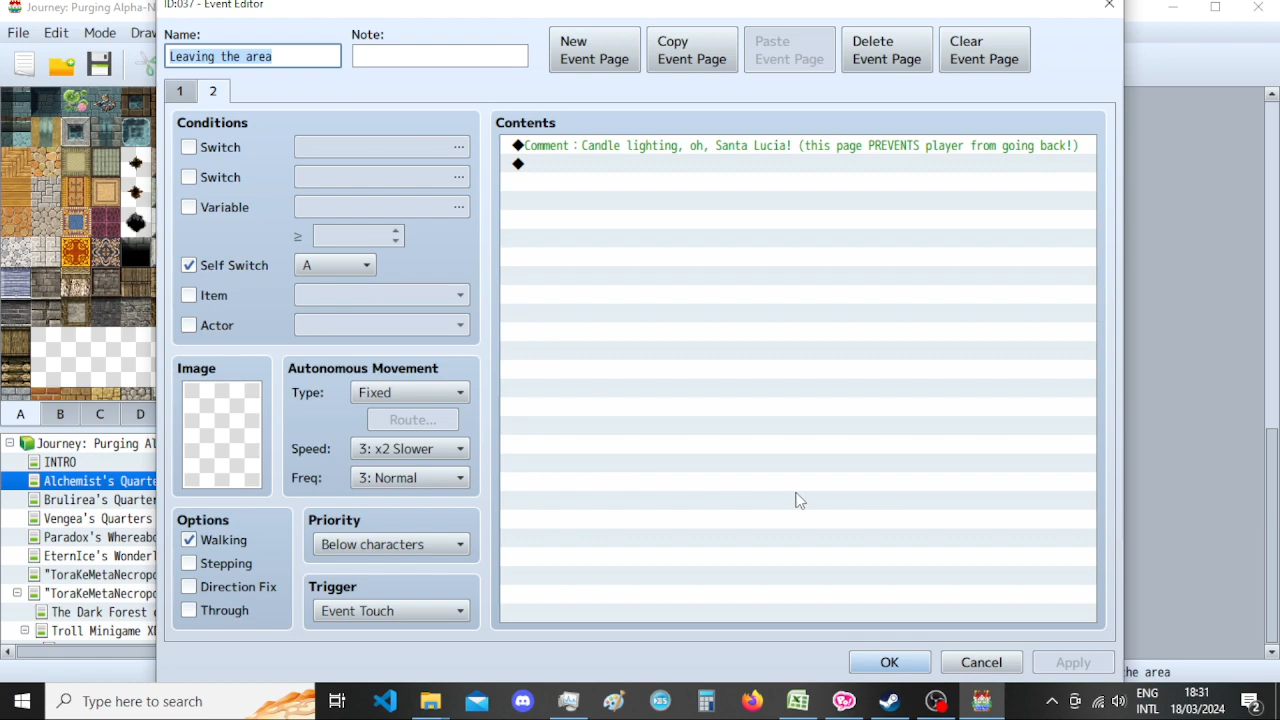 Journey: Purging Alpha-N
ID:037 - Event Editor
File Edit Mode Draw
Name:
Note:
Leaving the area
New Event Page
Copy Event Page
Paste Event Page
Delete Event Page
Clear Event Page
1 2
Conditions
Switch
...
Switch
...
Variable
...
≥
Self Switch
A
Item
Actor
Image
Autonomous Movement
Type:
Fixed
Route...
Speed:
3: x2 Slower
Freq:
3: Normal
Options
Walking
Stepping
Direction Fix
Through
Priority
Below characters
Trigger
Event Touch
Contents
◆Comment：Candle lighting, oh, Santa Lucia! (this page PREVENTS player from going back!)
◆
OK
Cancel
Apply
A B C D
Journey: Purging Al
INTRO
Alchemist's Quarte
Brulirea's Quarter
Vengea's Quarters
Paradox's Whereabo
EternIce's Wonderl
"ToraKeMetaNecropo
"ToraKeMetaNecropo
The Dark Forest
Troll Minigame XD
he area
Type here to search
ENG
INTL
18:31
18/03/2024
2